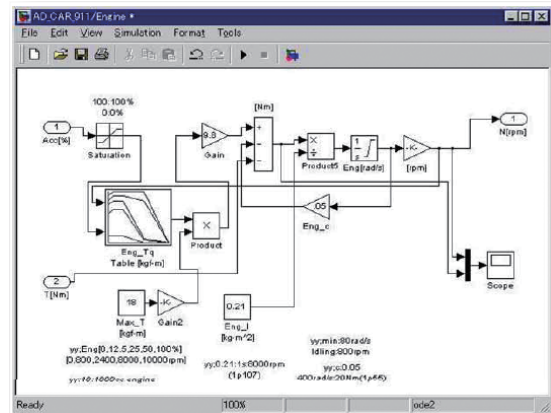 AD_CAR_911/Engine *
File Edit View Simulation Format Tools
[Nm]
100:100%
0:0%
1
Acc[%]
Saturation
9.8
Gain
+
−
−
×
÷
Product5
1
s
Eng[rad/s]
-K-
[rpm]
1
N[rpm]
.05
Eng_c
Eng_Tq
Table [kgf-m]
×
Product
Scope
2
T[Nm]
18
Max_T
[kgf-m]
-K-
Gain2
0.21
Eng_I
[kg-m^2]
yy:Eng[0,12.5,25,50,100%]
[0,800,2400,8000,10000rpm]
yy:10:1000cc engine
yy:0.21:1s:6000rpm
(1p107)
yy:min:80rad/s
Idling:800rpm
yy:c:0.05
400rad/s:20Nm(1p56)
Ready
100%
ode2